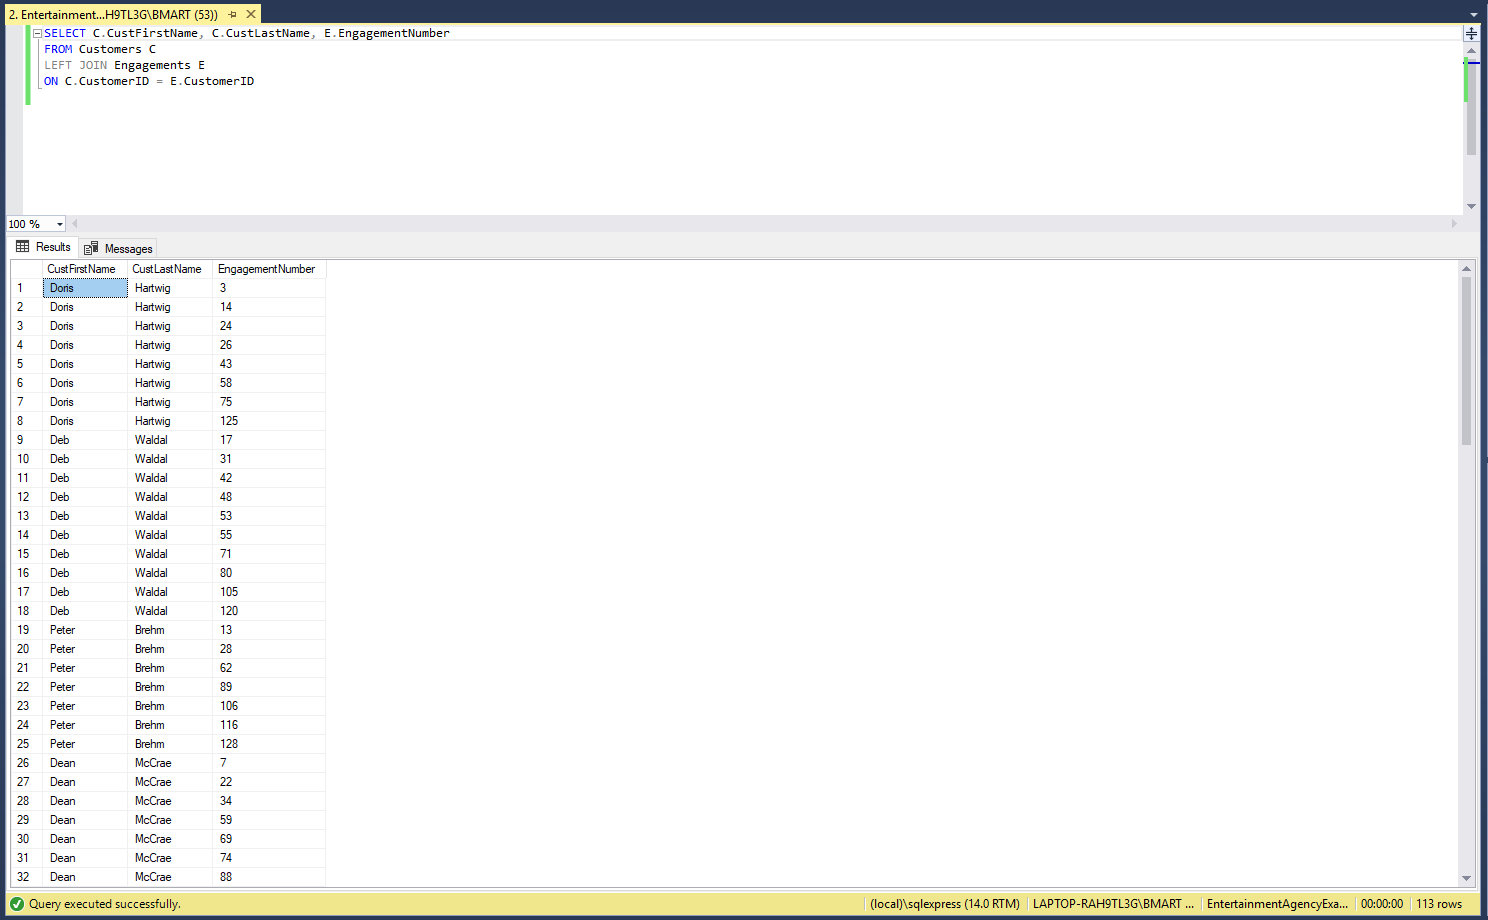 2. Entertainment...H9TL3G\BMART (53))
SELECT C.CustFirstName, C.CustLastName, E.EngagementNumber
FROM Customers C
LEFT JOIN Engagements E
ON C.CustomerID = E.CustomerID
100 %
Results Messages
CustFirstName CustLastName EngagementNumber
1 Doris Hartwig 3
2 Doris Hartwig 14
3 Doris Hartwig 24
4 Doris Hartwig 26
5 Doris Hartwig 43
6 Doris Hartwig 58
7 Doris Hartwig 75
8 Doris Hartwig 125
9 Deb Waldal 17
10 Deb Waldal 31
11 Deb Waldal 42
12 Deb Waldal 48
13 Deb Waldal 53
14 Deb Waldal 55
15 Deb Waldal 71
16 Deb Waldal 80
17 Deb Waldal 105
18 Deb Waldal 120
19 Peter Brehm 13
20 Peter Brehm 28
21 Peter Brehm 62
22 Peter Brehm 89
23 Peter Brehm 106
24 Peter Brehm 116
25 Peter Brehm 128
26 Dean McCrae 7
27 Dean McCrae 22
28 Dean McCrae 34
29 Dean McCrae 59
30 Dean McCrae 69
31 Dean McCrae 74
32 Dean McCrae 88
Query executed successfully. (local)\sqlexpress (14.0 RTM) LAPTOP-RAH9TL3G\BMART ... EntertainmentAgencyExa... 00:00:00 113 rows